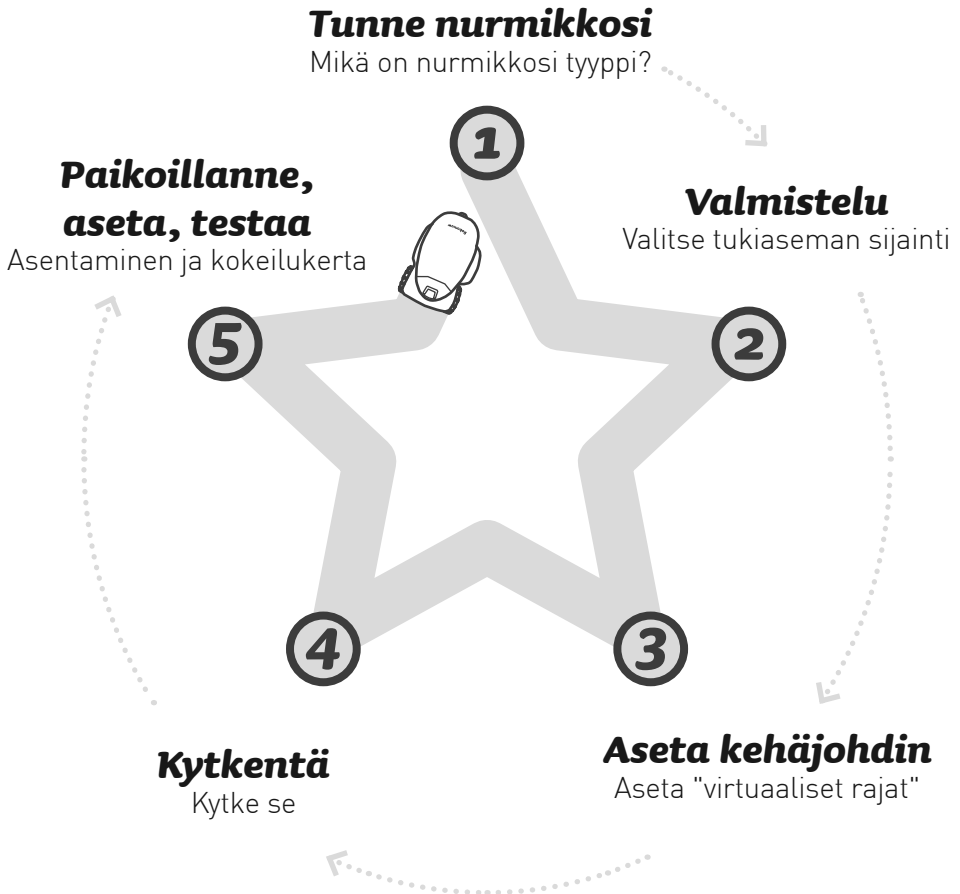 Tunne nurmikkosi
Mikä on nurmikkosi tyyppi?
1
Valmistelu
Valitse tukiaseman sijainti
2
Aseta kehäjohdin
Aseta "virtuaaliset rajat"
3
Kytkentä
Kytke se
4
Paikoillanne,
aseta, testaa
Asentaminen ja kokeilukerta
5